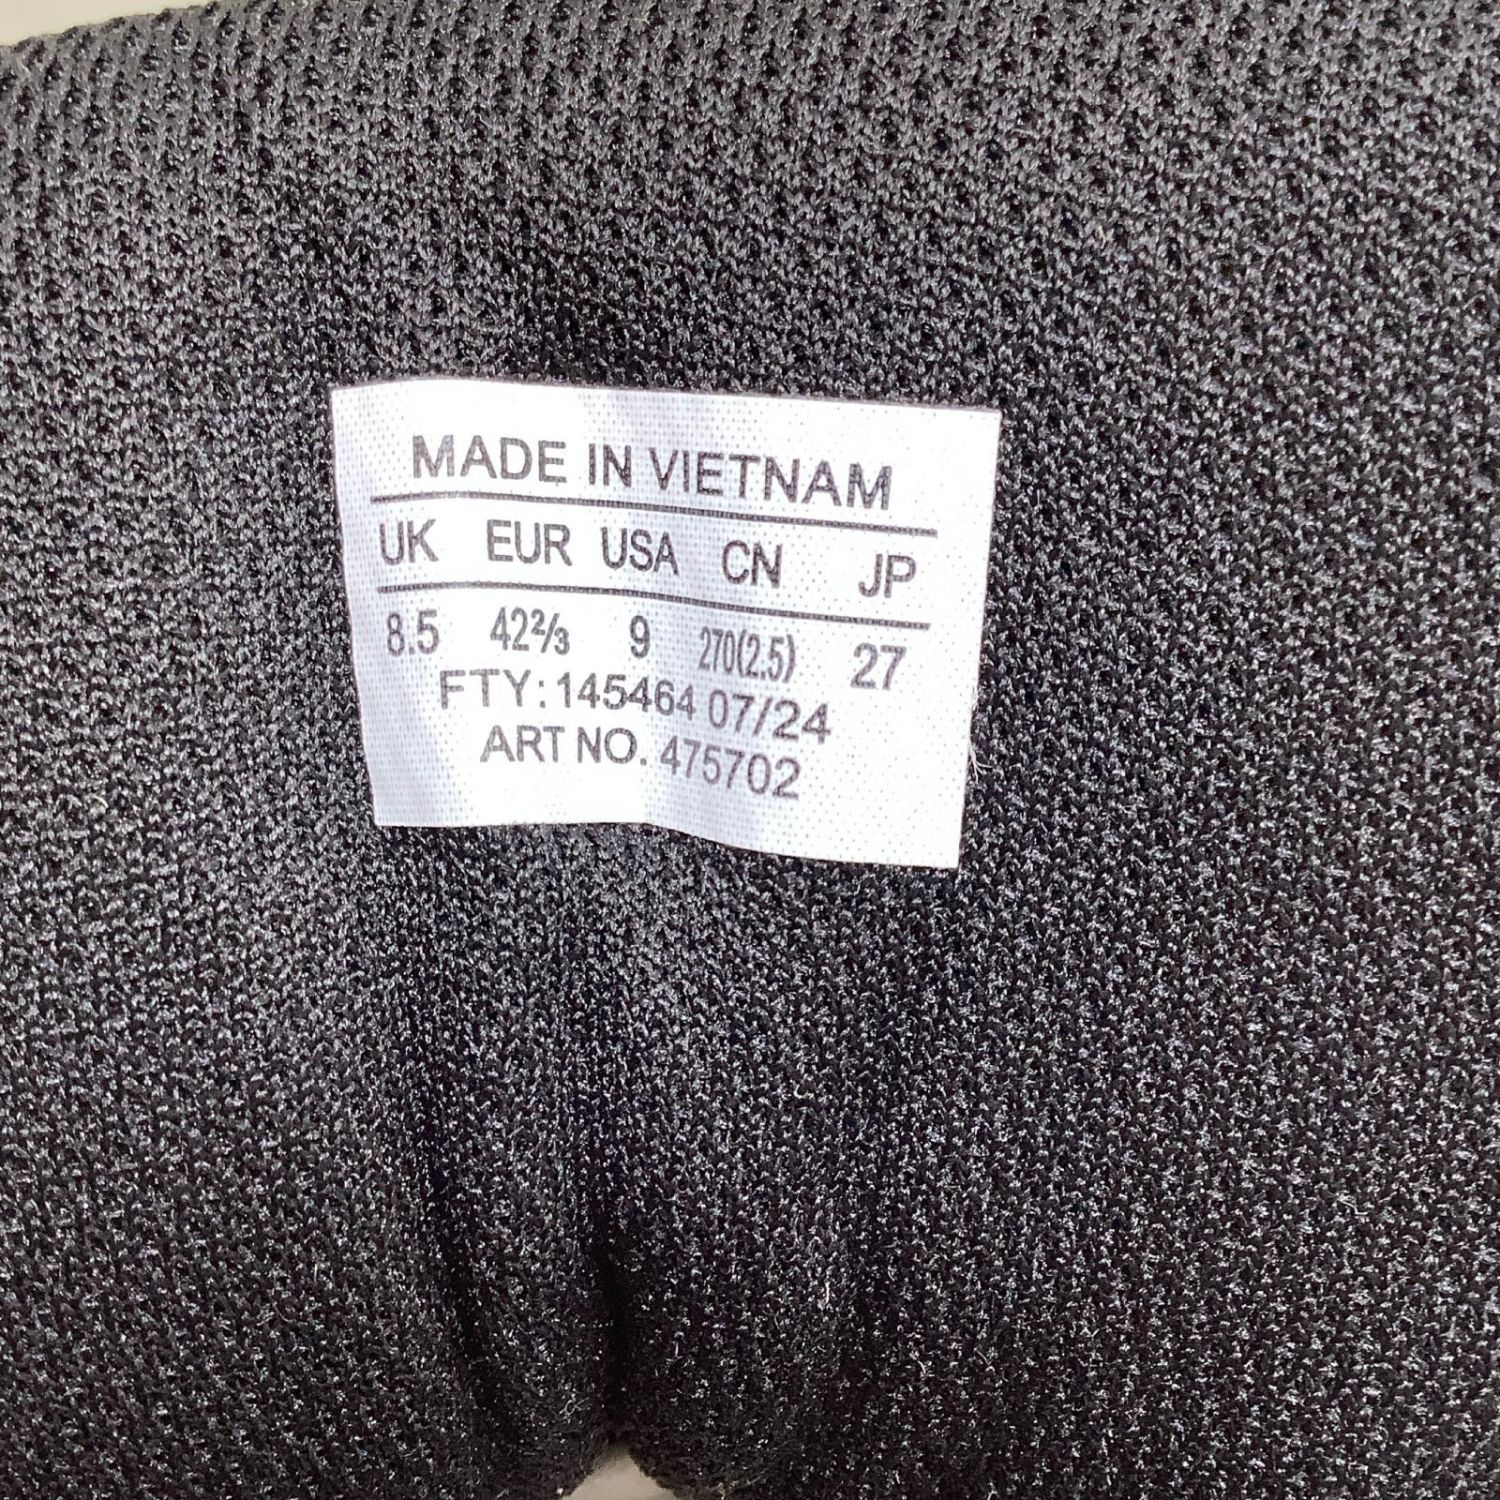 MADE IN VIETNAM
UK EUR USA CN JP
8.5 42⅔ 9 270(2.5) 27
FTY: 145464 07/24
ART NO. 475702